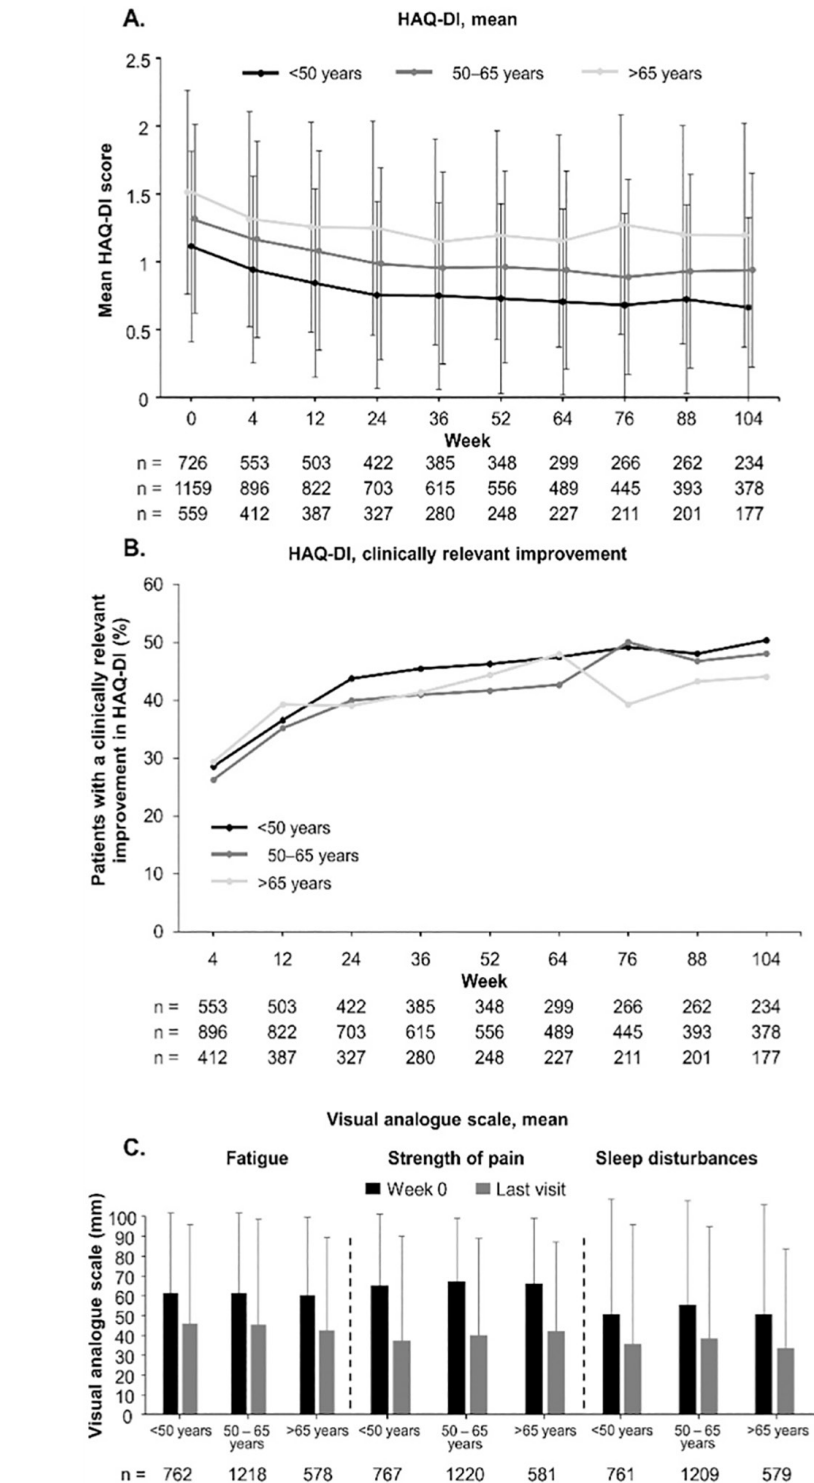 A.
HAQ-DI, mean
<50 years 50–65 years >65 years
Mean HAQ-DI score
2.5
2
1.5
1
0.5
0
0 4 12 24 36 52 64 76 88 104
Week
n = 726 553 503 422 385 348 299 266 262 234
n = 1159 896 822 703 615 556 489 445 393 378
n = 559 412 387 327 280 248 227 211 201 177
B.
HAQ-DI, clinically relevant improvement
Patients with a clinically relevant
improvement in HAQ-DI (%)
60
50
40
30
20
10
0
<50 years
50–65 years
>65 years
4 12 24 36 52 64 76 88 104
Week
n = 553 503 422 385 348 299 266 262 234
n = 896 822 703 615 556 489 445 393 378
n = 412 387 327 280 248 227 211 201 177
Visual analogue scale, mean
C.
Fatigue Strength of pain Sleep disturbances
Week 0 Last visit
Visual analogue scale (mm)
100
90
80
70
60
50
40
30
20
10
0
<50 years 50 – 65 years >65 years <50 years 50 – 65 years >65 years <50 years 50 – 65 years >65 years
n = 762 1218 578 767 1220 581 761 1209 579